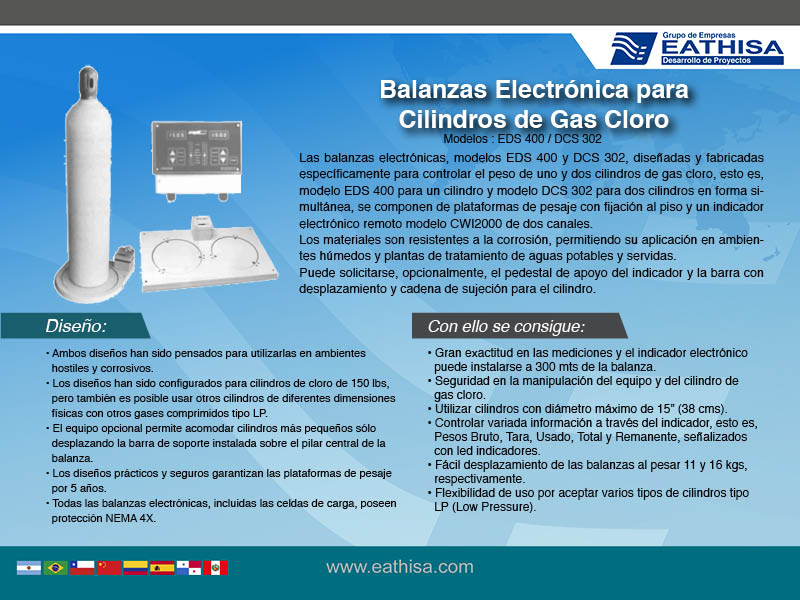 Grupo de Empresas
EATHISA
Desarrollo de Proyectos
Balanzas Electrónica para
Cilindros de Gas Cloro
Modelos : EDS 400 / DCS 302
Las balanzas electrónicas, modelos EDS 400 y DCS 302, diseñadas y fabricadas
específicamente para controlar el peso de uno y dos cilindros de gas cloro, esto es,
modelo EDS 400 para un cilindro y modelo DCS 302 para dos cilindros en forma si-
multánea, se componen de plataformas de pesaje con fijación al piso y un indicador
electrónico remoto modelo CWI2000 de dos canales.
Los materiales son resistentes a la corrosión, permitiendo su aplicación en ambien-
tes húmedos y plantas de tratamiento de aguas potables y servidas.
Puede solicitarse, opcionalmente, el pedestal de apoyo del indicador y la barra con
desplazamiento y cadena de sujeción para el cilindro.
Diseño:
• Ambos diseños han sido pensados para utilizarlas en ambientes
hostiles y corrosivos.
• Los diseños han sido configurados para cilindros de cloro de 150 lbs,
pero también es posible usar otros cilindros de diferentes dimensiones
físicas con otros gases comprimidos tipo LP.
• El equipo opcional permite acomodar cilindros más pequeños sólo
desplazando la barra de soporte instalada sobre el pilar central de la
balanza.
• Los diseños prácticos y seguros garantizan las plataformas de pesaje
por 5 años.
• Todas las balanzas electrónicas, incluidas las celdas de carga, poseen
protección NEMA 4X.
Con ello se consigue:
• Gran exactitud en las mediciones y el indicador electrónico
puede instalarse a 300 mts de la balanza.
• Seguridad en la manipulación del equipo y del cilindro de
gas cloro.
• Utilizar cilindros con diámetro máximo de 15” (38 cms).
• Controlar variada información a través del indicador, esto es,
Pesos Bruto, Tara, Usado, Total y Remanente, señalizados
con led indicadores.
• Fácil desplazamiento de las balanzas al pesar 11 y 16 kgs,
respectivamente.
• Flexibilidad de uso por aceptar varios tipos de cilindros tipo
LP (Low Pressure).
www.eathisa.com